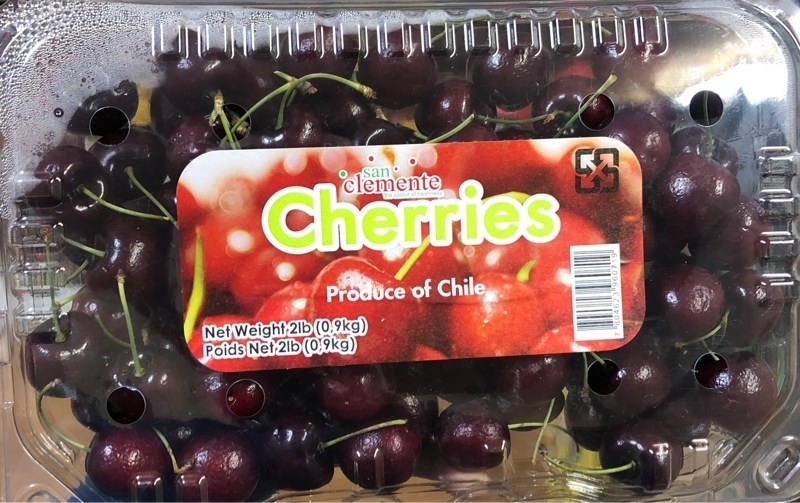 san
clemente
Cherries
Produce of Chile
Net Weight 2lb (0,9kg)
Poids Net 2lb (0,9kg)